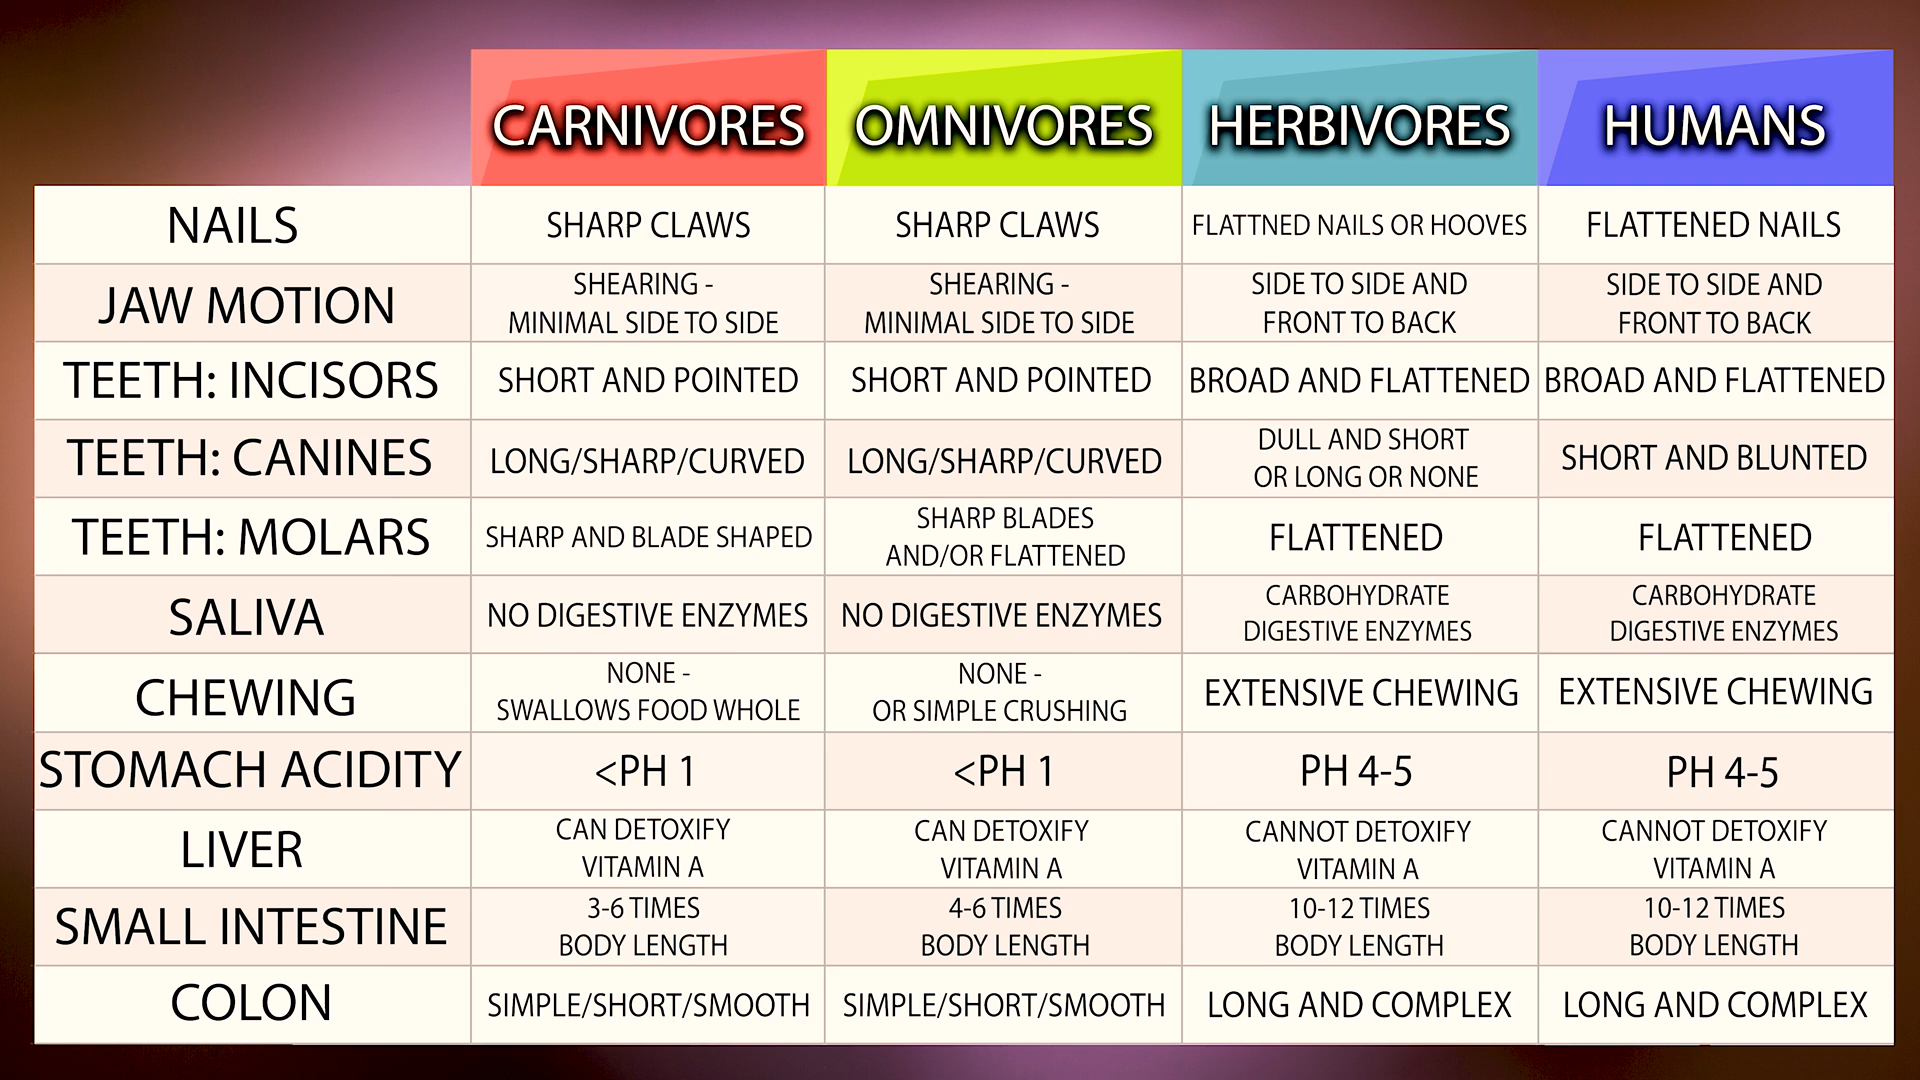 CARNIVORES OMNIVORES HERBIVORES HUMANS
NAILS SHARP CLAWS SHARP CLAWS FLATTNED NAILS OR HOOVES FLATTENED NAILS
JAW MOTION
SHEARING -
MINIMAL SIDE TO SIDE
SHEARING -
MINIMAL SIDE TO SIDE
SIDE TO SIDE AND
FRONT TO BACK
SIDE TO SIDE AND
FRONT TO BACK
TEETH: INCISORS SHORT AND POINTED SHORT AND POINTED BROAD AND FLATTENED BROAD AND FLATTENED
TEETH: CANINES LONG/SHARP/CURVED LONG/SHARP/CURVED
DULL AND SHORT
OR LONG OR NONE
SHORT AND BLUNTED
TEETH: MOLARS SHARP AND BLADE SHAPED
SHARP BLADES
AND/OR FLATTENED
FLATTENED FLATTENED
SALIVA NO DIGESTIVE ENZYMES NO DIGESTIVE ENZYMES
CARBOHYDRATE
DIGESTIVE ENZYMES
CARBOHYDRATE
DIGESTIVE ENZYMES
CHEWING
NONE -
SWALLOWS FOOD WHOLE
NONE -
OR SIMPLE CRUSHING
EXTENSIVE CHEWING EXTENSIVE CHEWING
STOMACH ACIDITY <PH 1 <PH 1 PH 4-5 PH 4-5
LIVER
CAN DETOXIFY
VITAMIN A
CAN DETOXIFY
VITAMIN A
CANNOT DETOXIFY
VITAMIN A
CANNOT DETOXIFY
VITAMIN A
SMALL INTESTINE
3-6 TIMES
BODY LENGTH
4-6 TIMES
BODY LENGTH
10-12 TIMES
BODY LENGTH
10-12 TIMES
BODY LENGTH
COLON SIMPLE/SHORT/SMOOTH SIMPLE/SHORT/SMOOTH LONG AND COMPLEX LONG AND COMPLEX